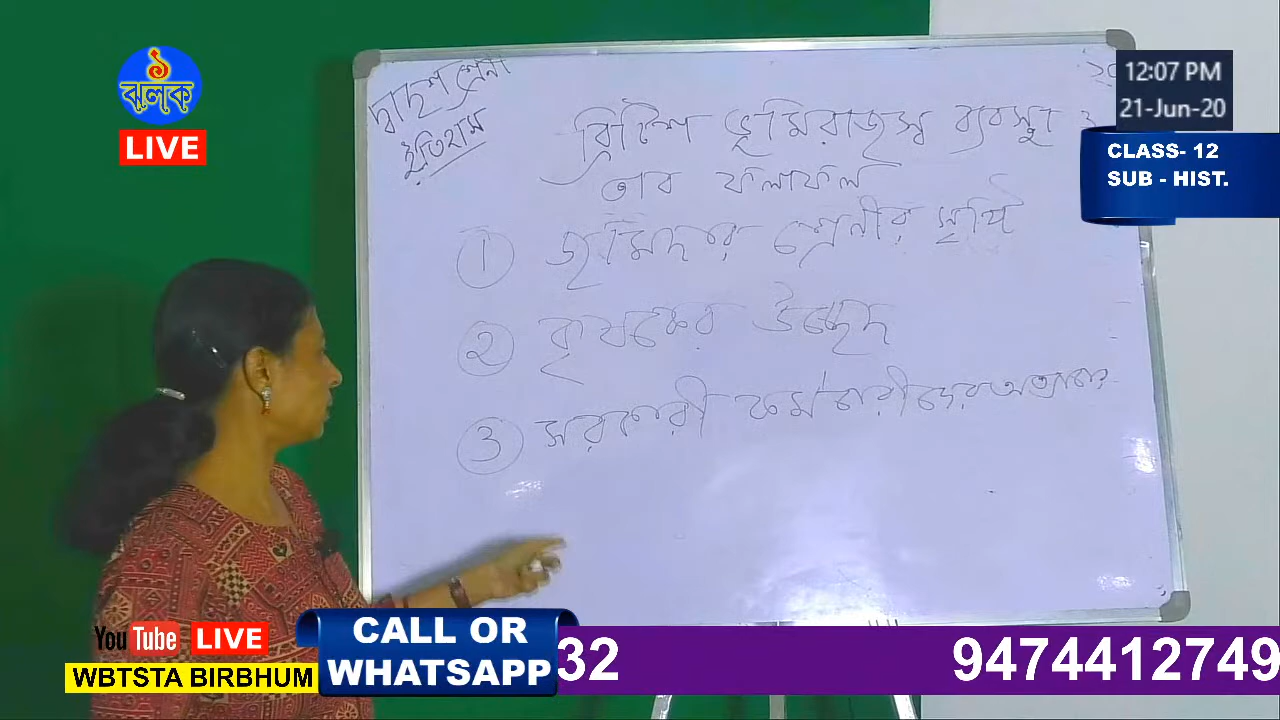 ঝলক
LIVE
দ্বাদশ শ্রেনী
ইতিহাস
ব্রিটিশ ভূমিরাজস্ব ব্যবস্থা ও
তার ফলাফল
① জমিদার শ্রেনীর সৃষ্টি
② কৃষকের উচ্ছেদ
③ সরকারী কর্মচারীদের অত্যাচার
12:07 PM
21-Jun-20
CLASS- 12
SUB - HIST.
YouTube LIVE
WBTSTA BIRBHUM
CALL OR
WHATSAPP
32 9474412749